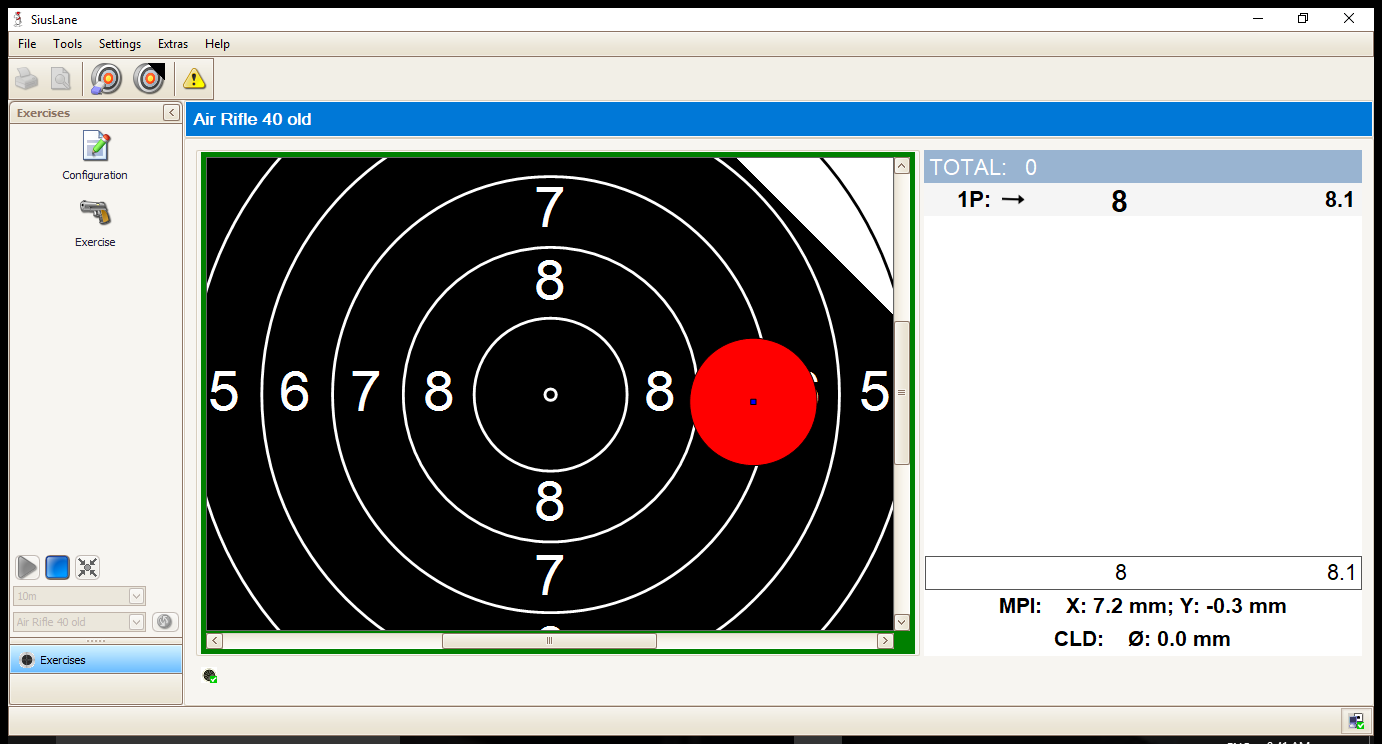 SiusLane
File Tools Settings Extras Help
Exercises
Configuration
Exercise
10m
Air Rifle 40 old
Exercises
Air Rifle 40 old
7
8
5 6 7 8 8 5
8
7
TOTAL: 0
1P: → 8 8.1
8 8.1
MPI: X: 7.2 mm; Y: -0.3 mm
CLD: Ø: 0.0 mm